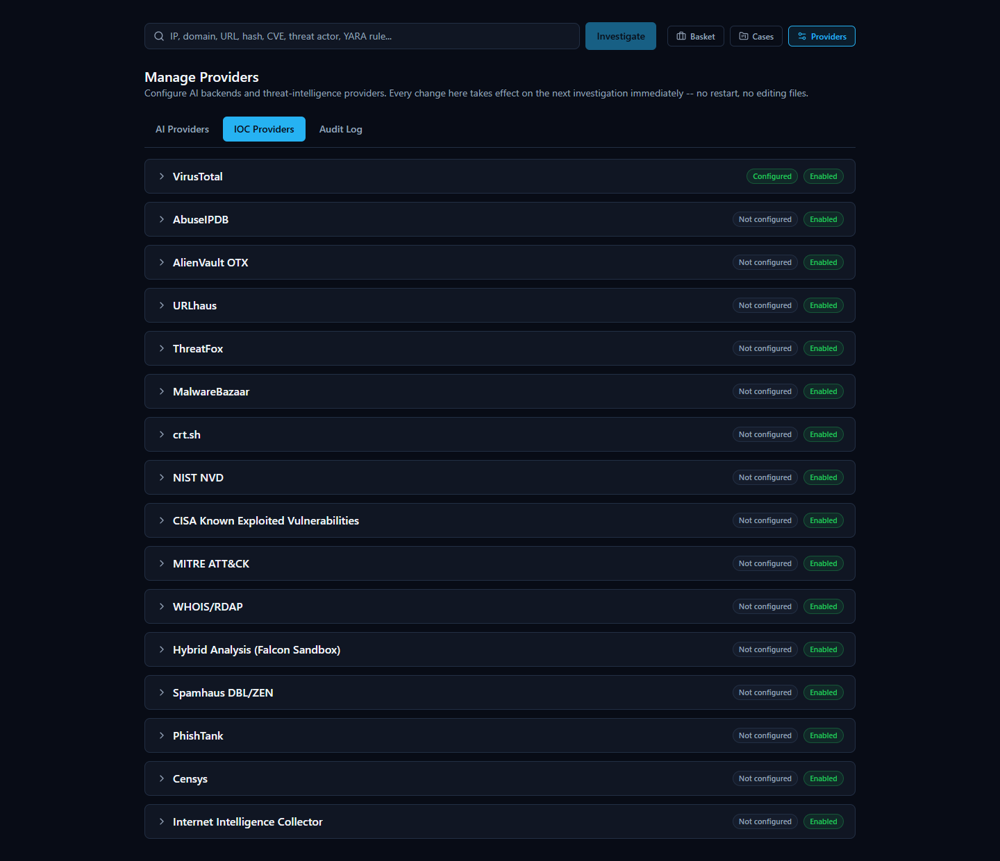 IP, domain, URL, hash, CVE, threat actor, YARA rule...
Investigate
Basket
Cases
Providers
Manage Providers
Configure AI backends and threat-intelligence providers. Every change here takes effect on the next investigation immediately -- no restart, no editing files.
AI Providers
IOC Providers
Audit Log
VirusTotal
Configured
Enabled
AbuseIPDB
Not configured
Enabled
AlienVault OTX
Not configured
Enabled
URLhaus
Not configured
Enabled
ThreatFox
Not configured
Enabled
MalwareBazaar
Not configured
Enabled
crt.sh
Not configured
Enabled
NIST NVD
Not configured
Enabled
CISA Known Exploited Vulnerabilities
Not configured
Enabled
MITRE ATT&CK
Not configured
Enabled
WHOIS/RDAP
Not configured
Enabled
Hybrid Analysis (Falcon Sandbox)
Not configured
Enabled
Spamhaus DBL/ZEN
Not configured
Enabled
PhishTank
Not configured
Enabled
Censys
Not configured
Enabled
Internet Intelligence Collector
Not configured
Enabled